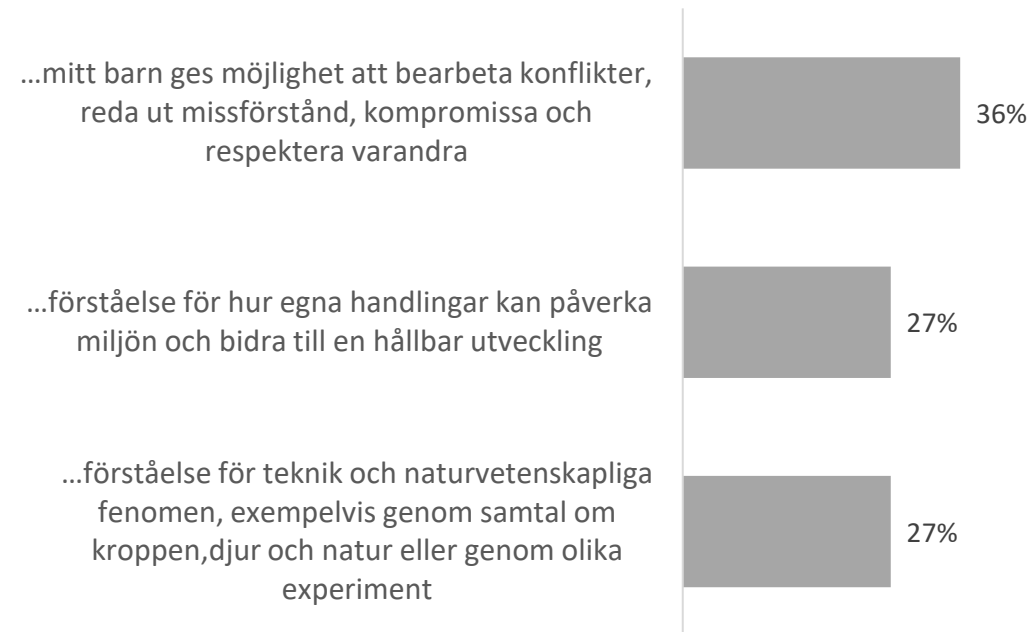 ...mitt barn ges möjlighet att bearbeta konflikter,
reda ut missförstånd, kompromissa och
respektera varandra
36%
...förståelse för hur egna handlingar kan påverka
miljön och bidra till en hållbar utveckling
27%
...förståelse för teknik och naturvetenskapliga
fenomen, exempelvis genom samtal om
kroppen,djur och natur eller genom olika
experiment
27%